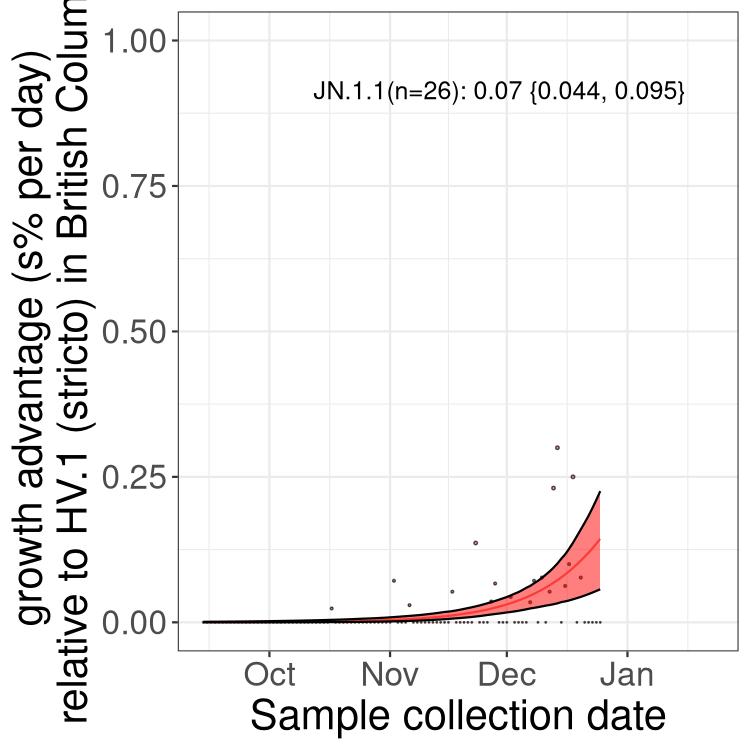 growth advantage (s% per day)
relative to HV.1 (stricto) in British Colum
1.00
0.75
0.50
0.25
0.00
JN.1.1(n=26): 0.07 {0.044, 0.095}
Oct Nov Dec Jan
Sample collection date